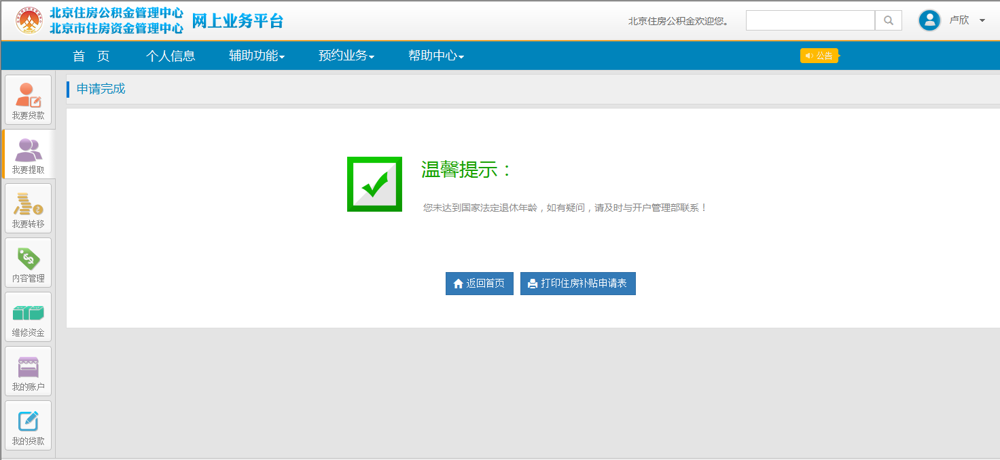 北京住房公积金管理中心
北京市住房资金管理中心
网上业务平台
北京住房公积金欢迎您。
卢欣
首 页 个人信息 辅助功能 预约业务 帮助中心
公告
我要贷款
我要提取
我要转移
内容管理
维修资金
我的账户
我的贷款
申请完成
温馨提示：
您未达到国家法定退休年龄，如有疑问，请及时与开户管理部联系！
返回首页 打印住房补贴申请表